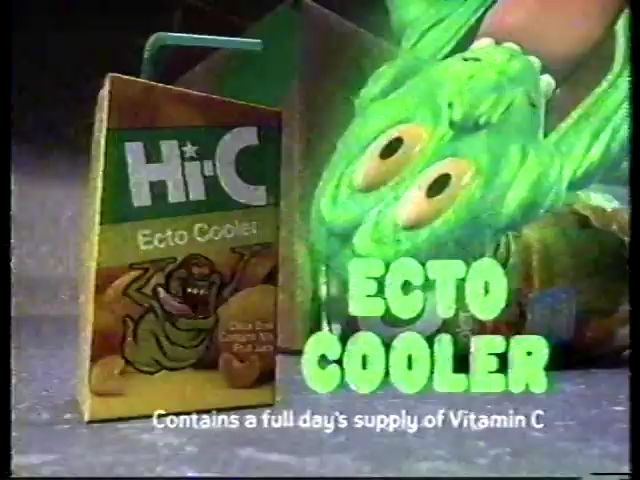 Hi-C
Ecto Cooler
ECTO
COOLER
Contains a full day's supply of Vitamin C